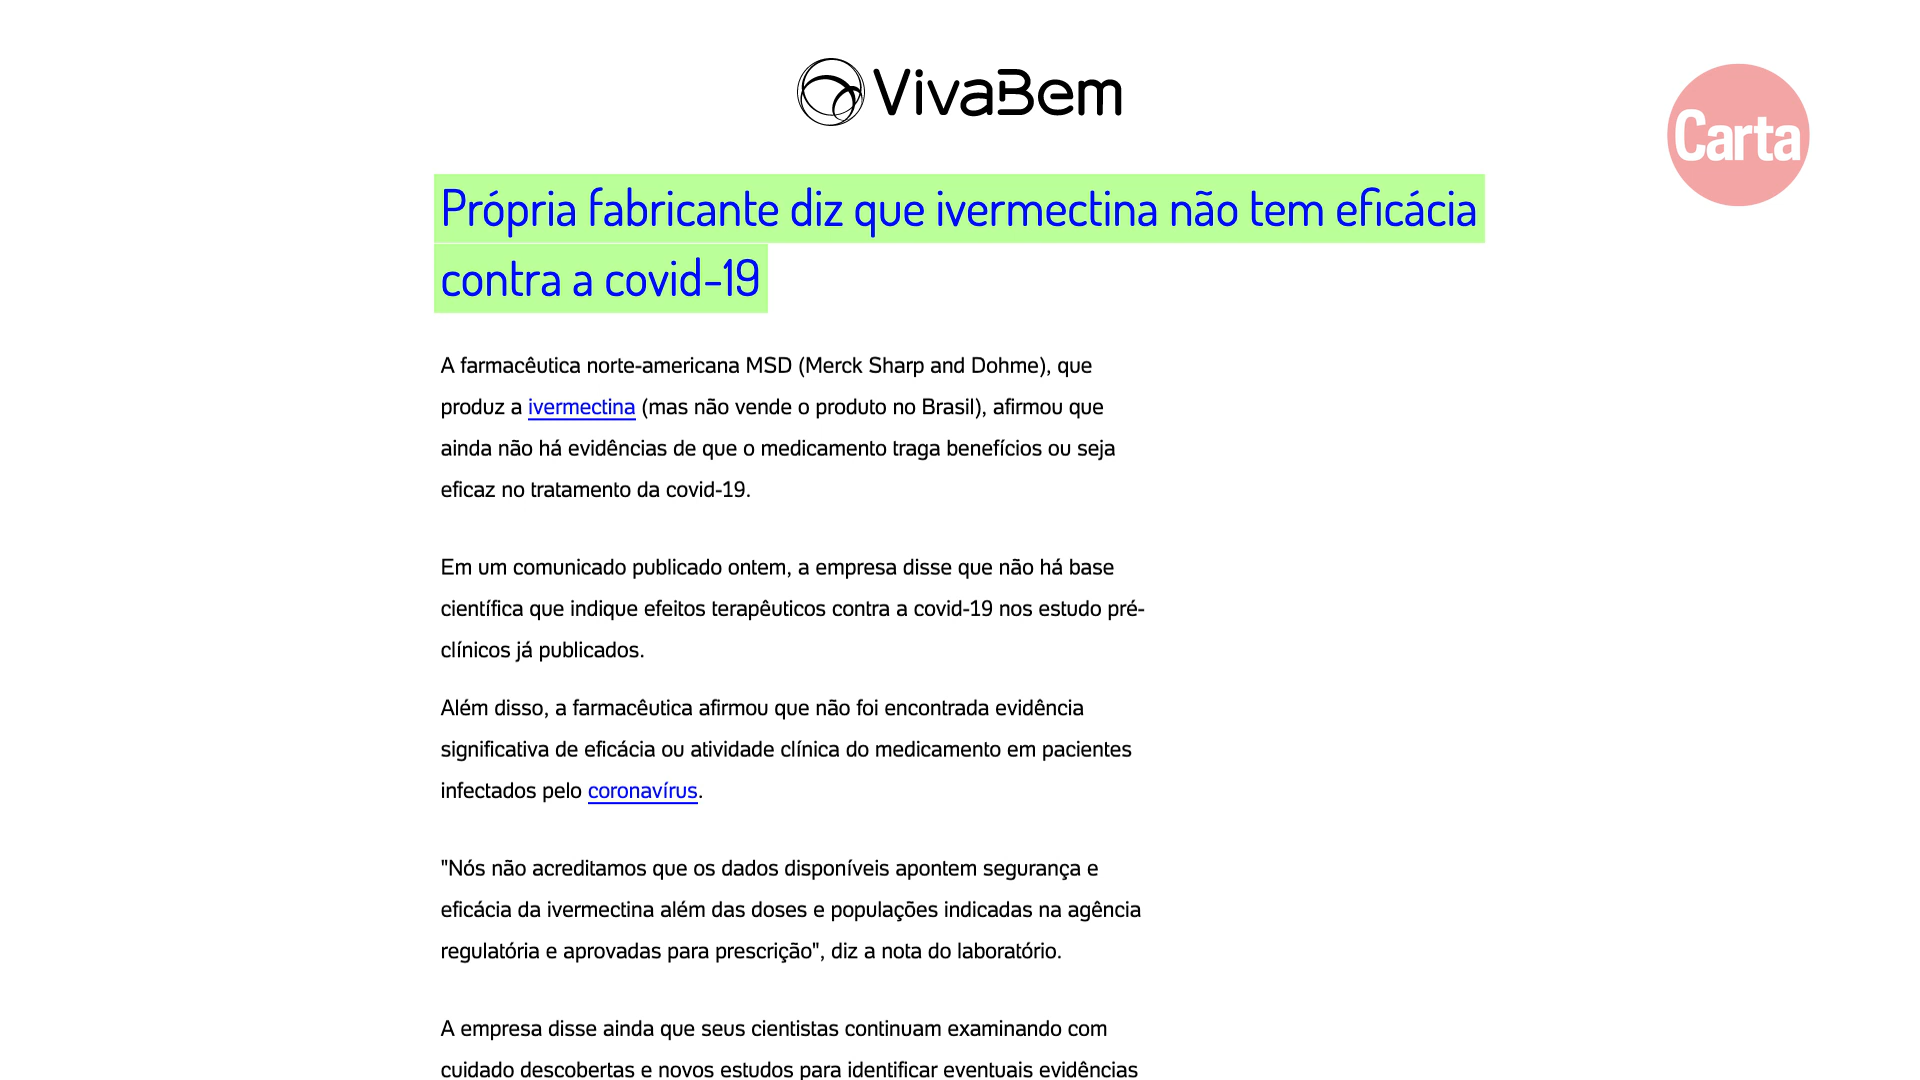 VivaBem
Carta
Própria fabricante diz que ivermectina não tem eficácia
contra a covid-19
A farmacêutica norte-americana MSD (Merck Sharp and Dohme), que
produz a ivermectina (mas não vende o produto no Brasil), afirmou que
ainda não há evidências de que o medicamento traga benefícios ou seja
eficaz no tratamento da covid-19.
Em um comunicado publicado ontem, a empresa disse que não há base
científica que indique efeitos terapêuticos contra a covid-19 nos estudo pré-
clínicos já publicados.
Além disso, a farmacêutica afirmou que não foi encontrada evidência
significativa de eficácia ou atividade clínica do medicamento em pacientes
infectados pelo coronavírus.
"Nós não acreditamos que os dados disponíveis apontem segurança e
eficácia da ivermectina além das doses e populações indicadas na agência
regulatória e aprovadas para prescrição", diz a nota do laboratório.
A empresa disse ainda que seus cientistas continuam examinando com
cuidado descobertas e novos estudos para identificar eventuais evidências